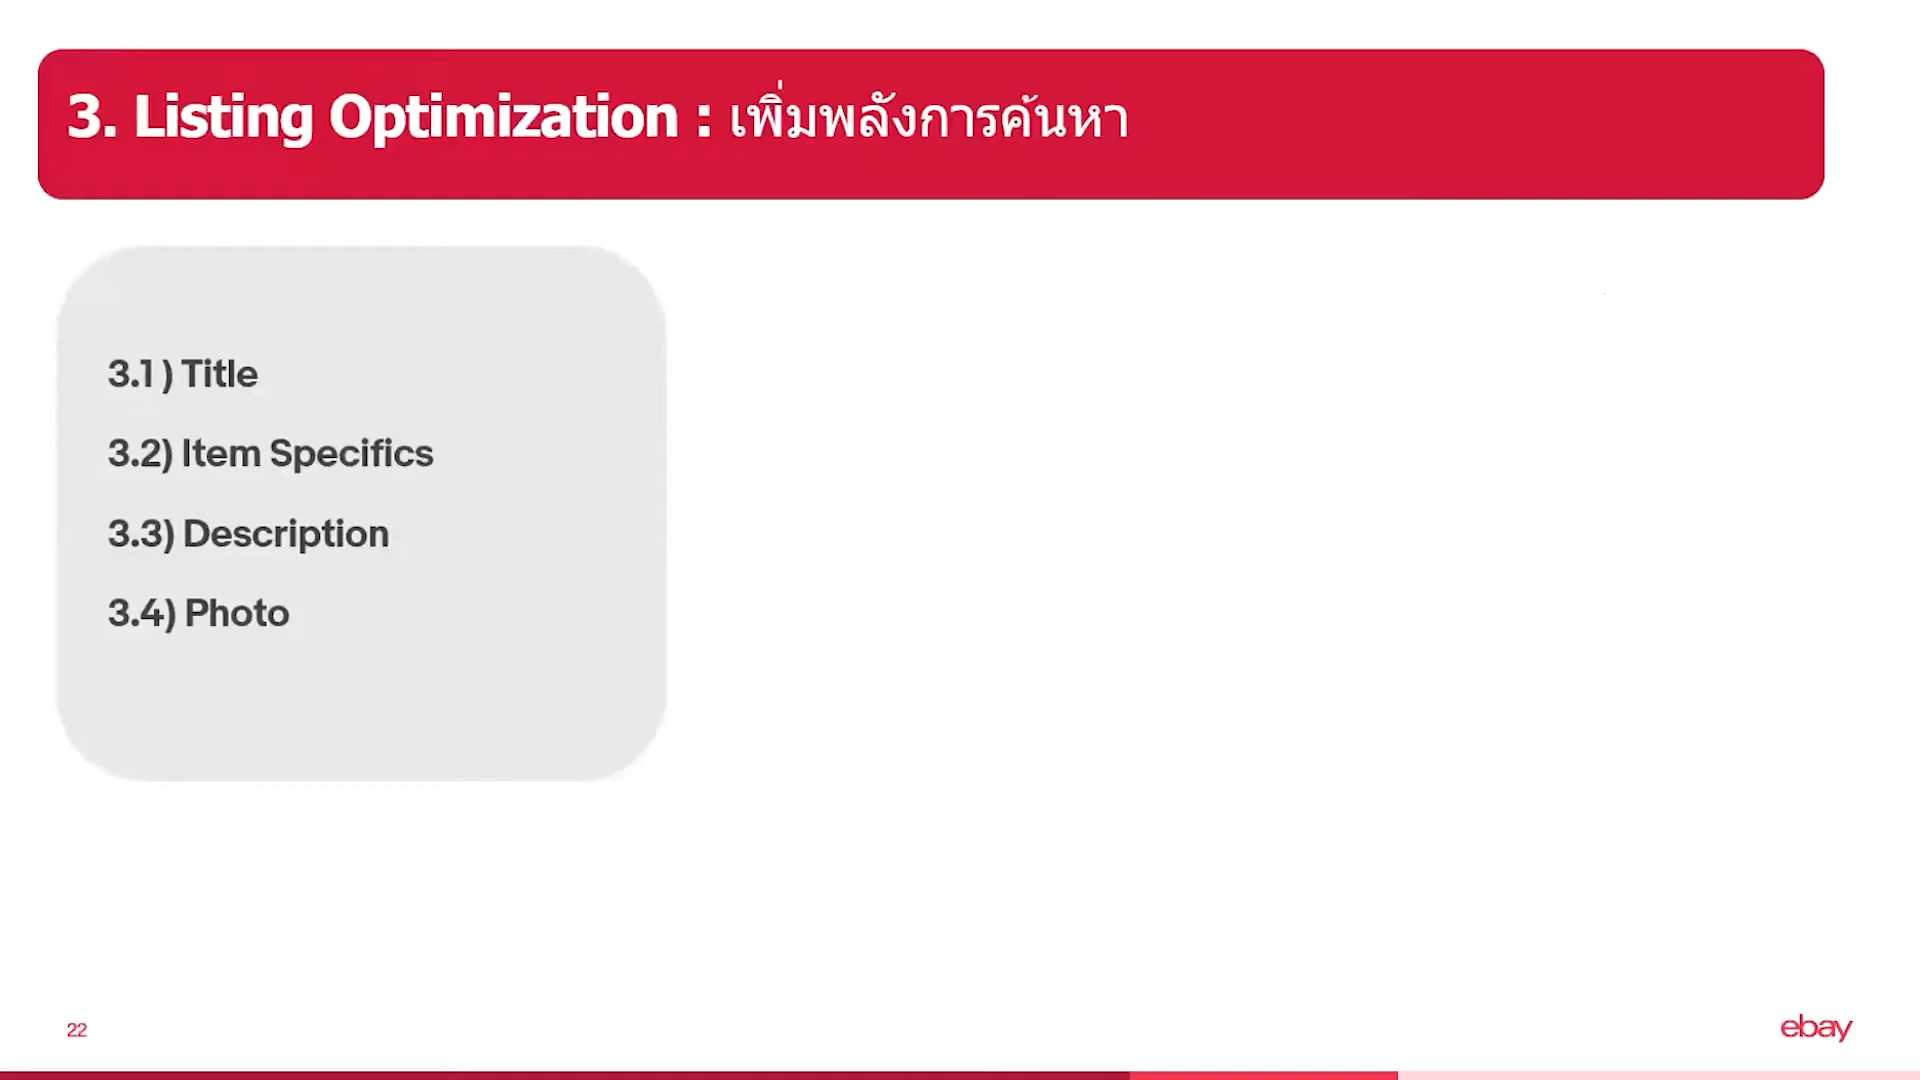 3. Listing Optimization : เพิ่มพลังการค้นหา
3.1 ) Title
3.2) Item Specifics
3.3) Description
3.4) Photo
22
ebay